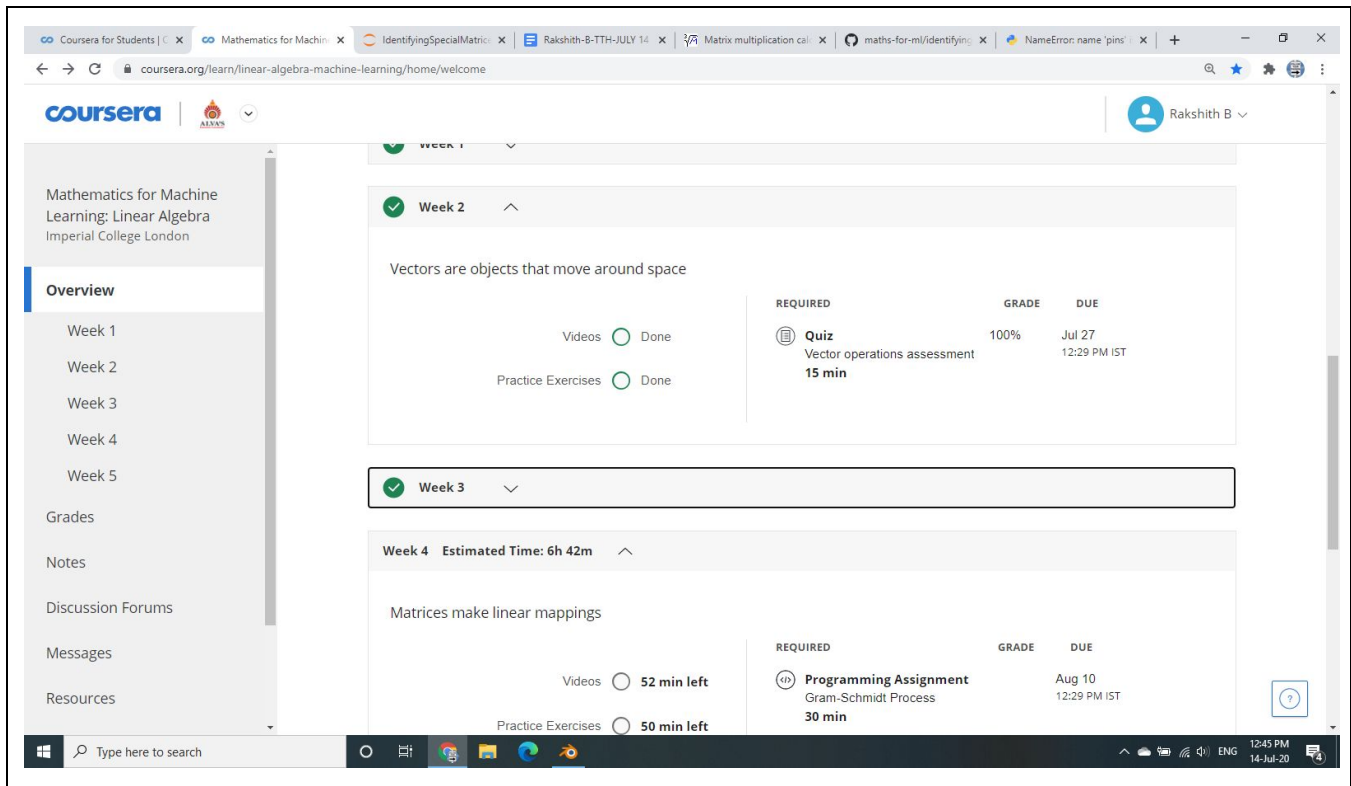 Coursera for Students | C
Mathematics for Machin
IdentifyingSpecialMatrice
Rakshith-B-TTH-JULY 14
Matrix multiplication calc
maths-for-ml/identifying
NameError: name 'pins' i
coursera.org/learn/linear-algebra-machine-learning/home/welcome
coursera
ALVA'S
Rakshith B
Week 1
Mathematics for Machine
Learning: Linear Algebra
Imperial College London
Overview
Week 1
Week 2
Week 3
Week 4
Week 5
Grades
Notes
Discussion Forums
Messages
Resources
Week 2
Vectors are objects that move around space
Videos Done
Practice Exercises Done
REQUIRED GRADE DUE
Quiz 100% Jul 27
Vector operations assessment 12:29 PM IST
15 min
Week 3
Week 4 Estimated Time: 6h 42m
Matrices make linear mappings
Videos 52 min left
Practice Exercises 50 min left
REQUIRED GRADE DUE
Programming Assignment Aug 10
Gram-Schmidt Process 12:29 PM IST
30 min
?
Type here to search
ENG
12:45 PM
14-Jul-20
4